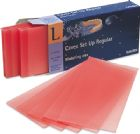 L
Cavex Set Up Regular
Modelling wax